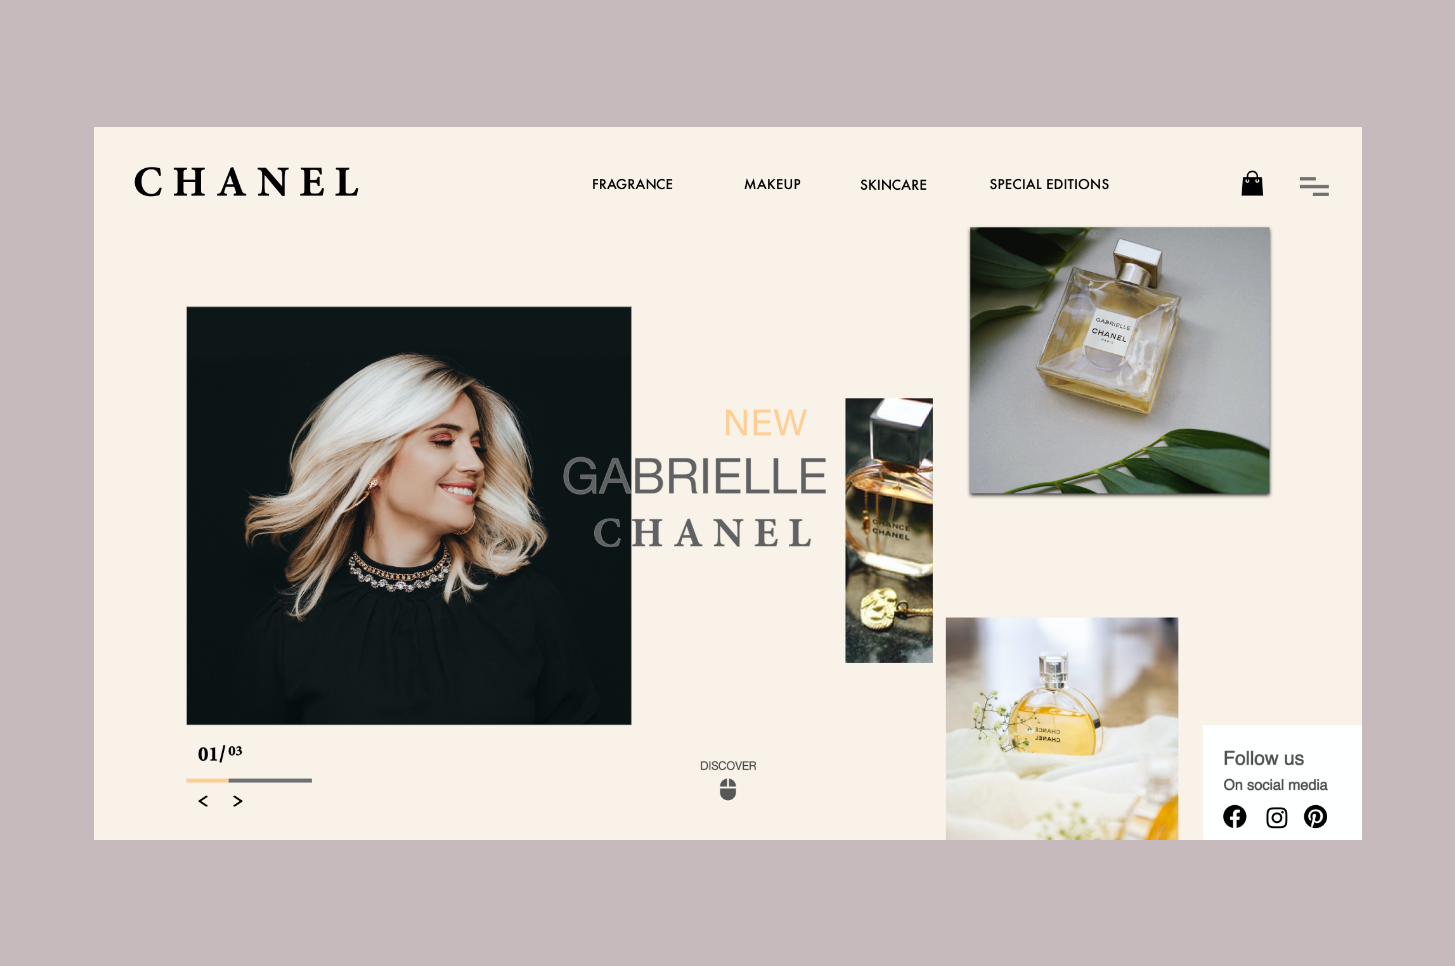 CHANEL
FRAGRANCE MAKEUP SKINCARE SPECIAL EDITIONS
GABRIELLE
CHANEL
PARIS
NEW
GABRIELLE
CHANEL
CHANCE
CHANEL
CHANCE
CHANEL
01/03
< >
DISCOVER
Follow us
On social media